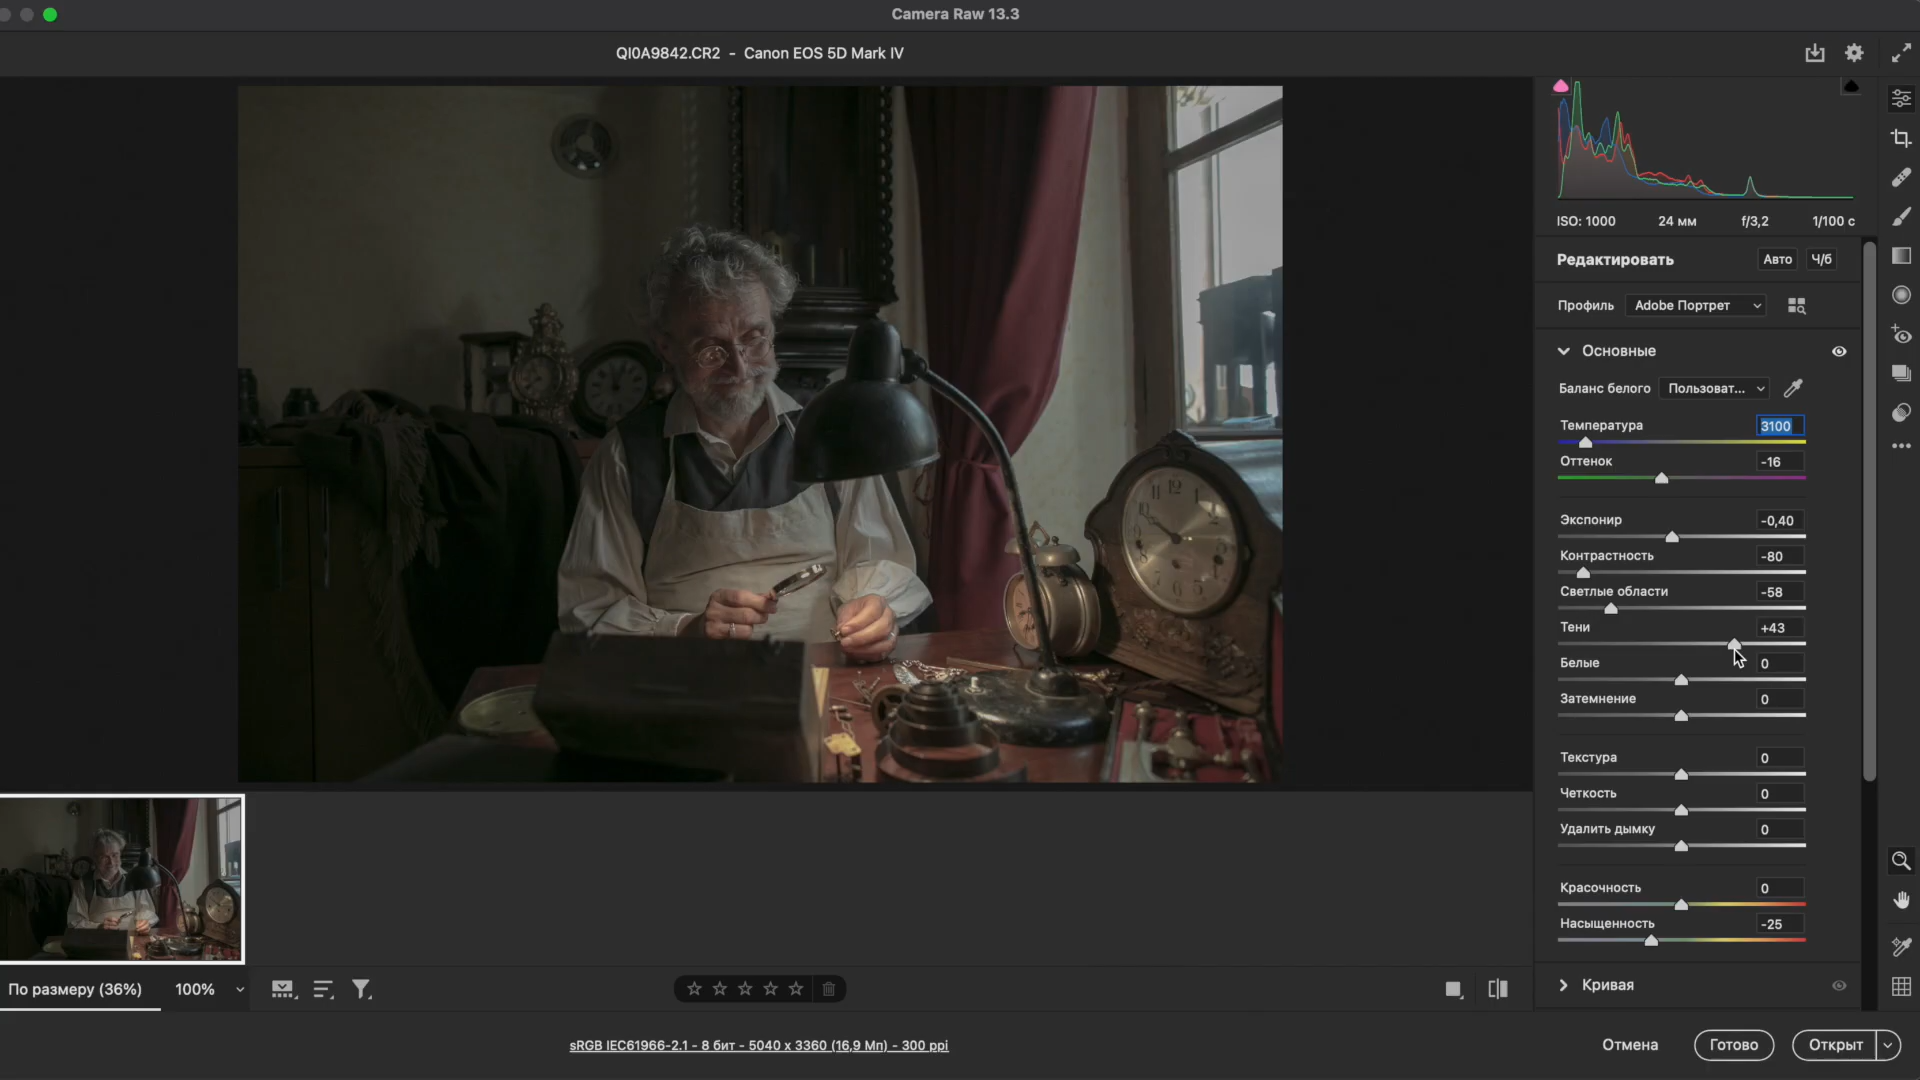 Camera Raw 13.3
QI0A9842.CR2 - Canon EOS 5D Mark IV
ISO: 1000 24 мм f/3,2 1/100 с
Редактировать Авто Ч/б
Профиль Adobe Портрет
Основные
Баланс белого Пользоват...
Температура 3100
Оттенок -16
Экспонир -0,40
Контрастность -80
Светлые области -58
Тени +43
Белые 0
Затемнение 0
Текстура 0
Четкость 0
Удалить дымку 0
Красочность 0
Насыщенность -25
Кривая
По размеру (36%) 100%
sRGB IEC61966-2.1 - 8 бит - 5040 x 3360 (16,9 Мп) - 300 ppi
Отмена Готово Открыт